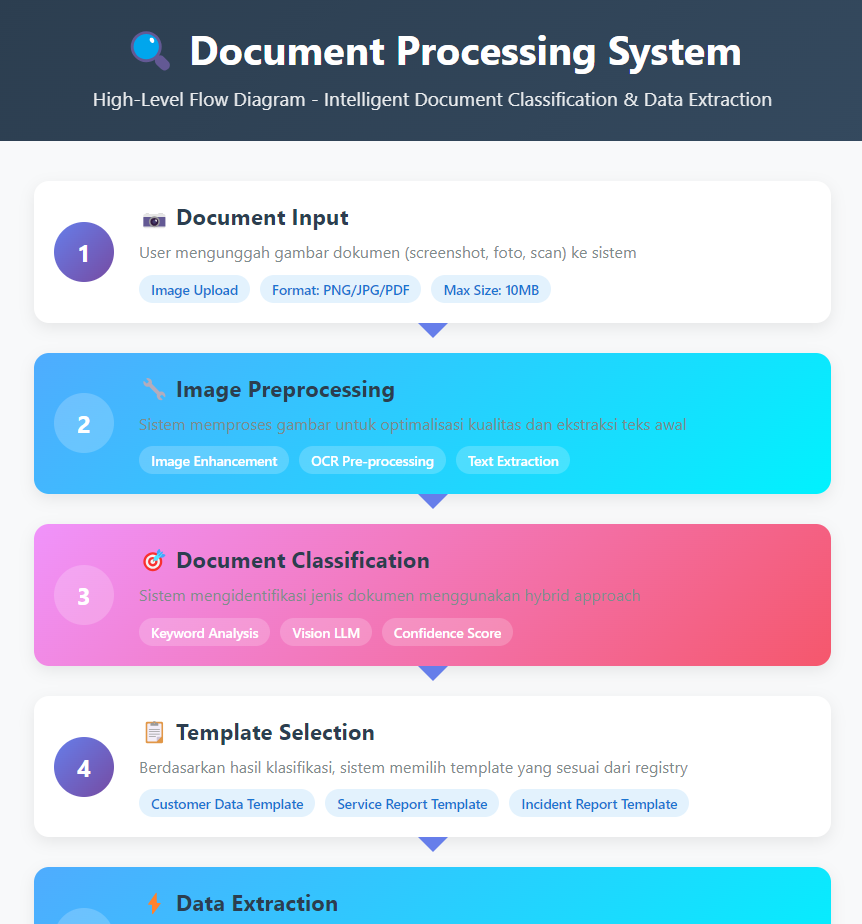 Document Processing System
High-Level Flow Diagram - Intelligent Document Classification & Data Extraction
Document Input
1
User mengunggah gambar dokumen (screenshot, foto, scan) ke sistem
Image Upload Format: PNG/JPG/PDF Max Size: 10MB
Image Preprocessing
2
Sistem memproses gambar untuk optimalisasi kualitas dan ekstraksi teks awal
Image Enhancement OCR Pre-processing Text Extraction
Document Classification
3
Sistem mengidentifikasi jenis dokumen menggunakan hybrid approach
Keyword Analysis Vision LLM Confidence Score
Template Selection
4
Berdasarkan hasil klasifikasi, sistem memilih template yang sesuai dari registry
Customer Data Template Service Report Template Incident Report Template
Data Extraction